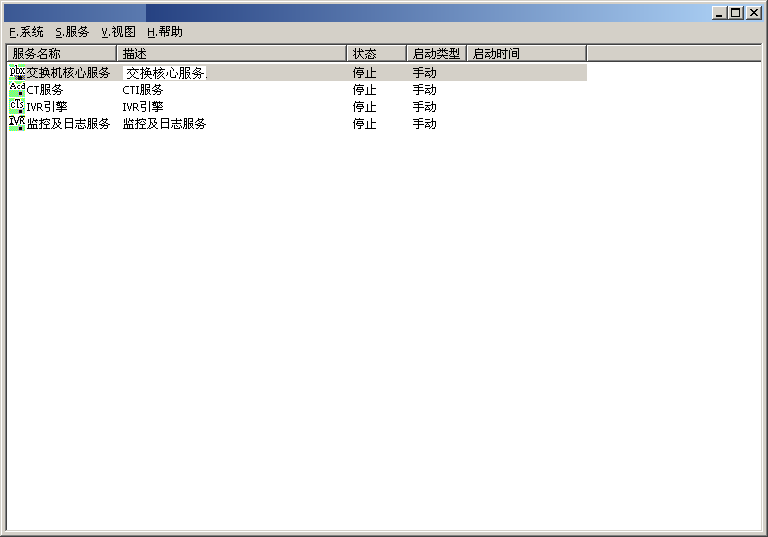 F.系统 S.服务 V.视图 H.帮助
服务名称 描述 状态 启动类型 启动时间
pbx 交换机核心服务 交换核心服务. 停止 手动
Acd CT服务 CTI服务 停止 手动
cTs IVR引擎 IVR引擎 停止 手动
IVR 监控及日志服务 监控及日志服务 停止 手动